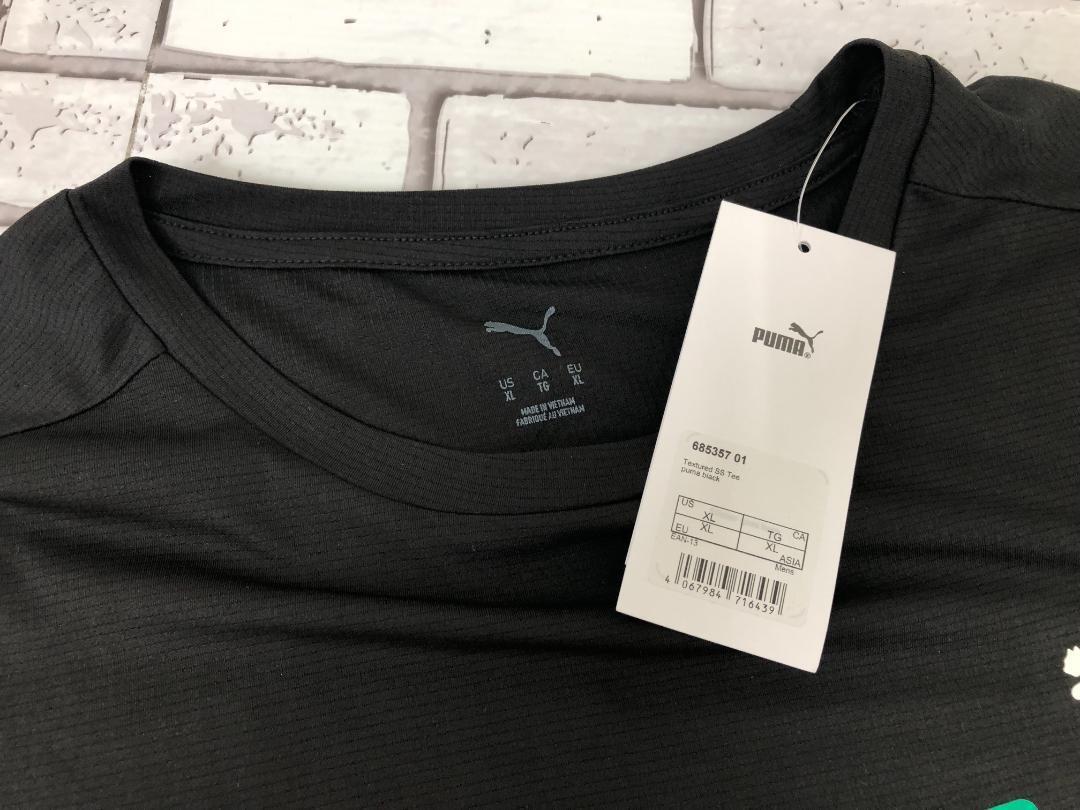 US CA EU
XL TG XL
MADE IN VIETNAM
FABRIQUÉ AU VIETNAM
PUMA®
685357 01
Textured SS Tee
puma black
US XL TG CA
EU XL XL ASIA
EAN-13 Mens
4 067984 716439